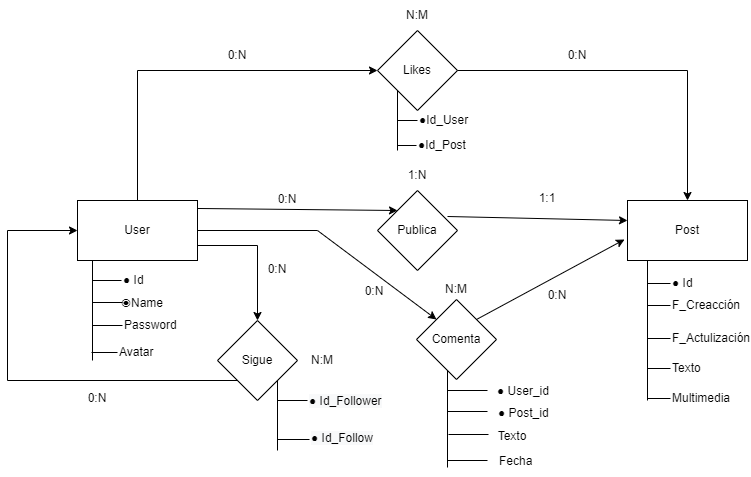 N:M
0:N
Likes
0:N
●Id_User
●Id_Post
1:N
0:N
1:1
User
Publica
Post
● Id
Name
Password
Avatar
0:N
0:N
N:M
0:N
● Id
F_Creacción
F_Actulización
Texto
Multimedia
Comenta
Sigue
N:M
0:N
● Id_Follower
● Id_Follow
● User_id
● Post_id
Texto
Fecha